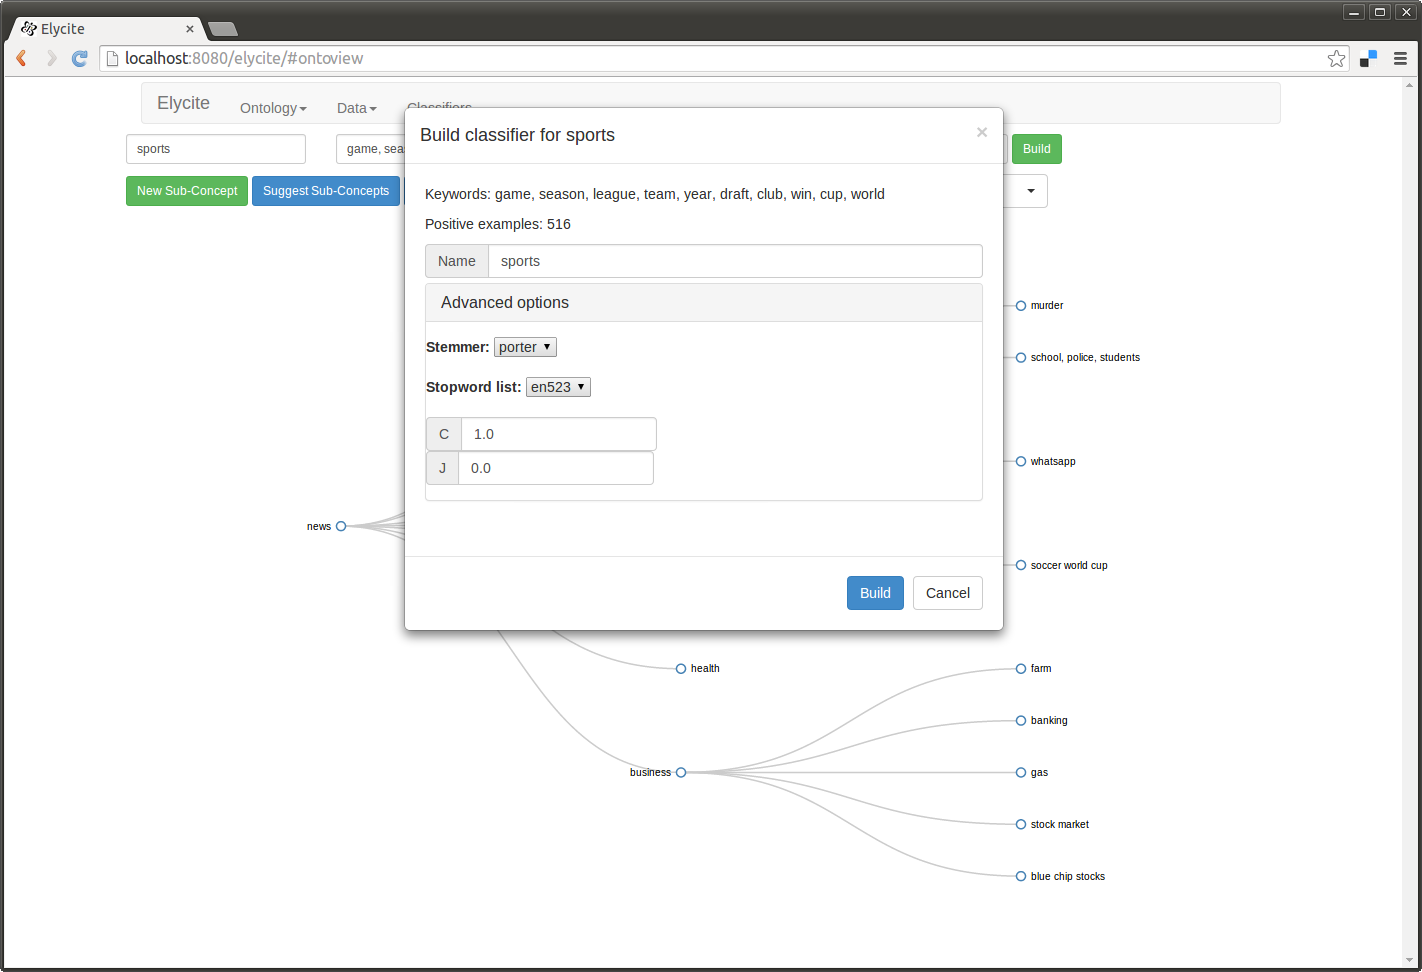 Elycite
localhost:8080/elycite/#ontoview
Elycite Ontology Data Classifiers
sports game, sea Build
New Sub-Concept Suggest Sub-Concepts
Build classifier for sports ×
Keywords: game, season, league, team, year, draft, club, win, cup, world
Positive examples: 516
Name sports
Advanced options
Stemmer: porter
Stopword list: en523
C 1.0
J 0.0
Build Cancel
murder
school, police, students
whatsapp
news
soccer world cup
health
farm
banking
business
gas
stock market
blue chip stocks